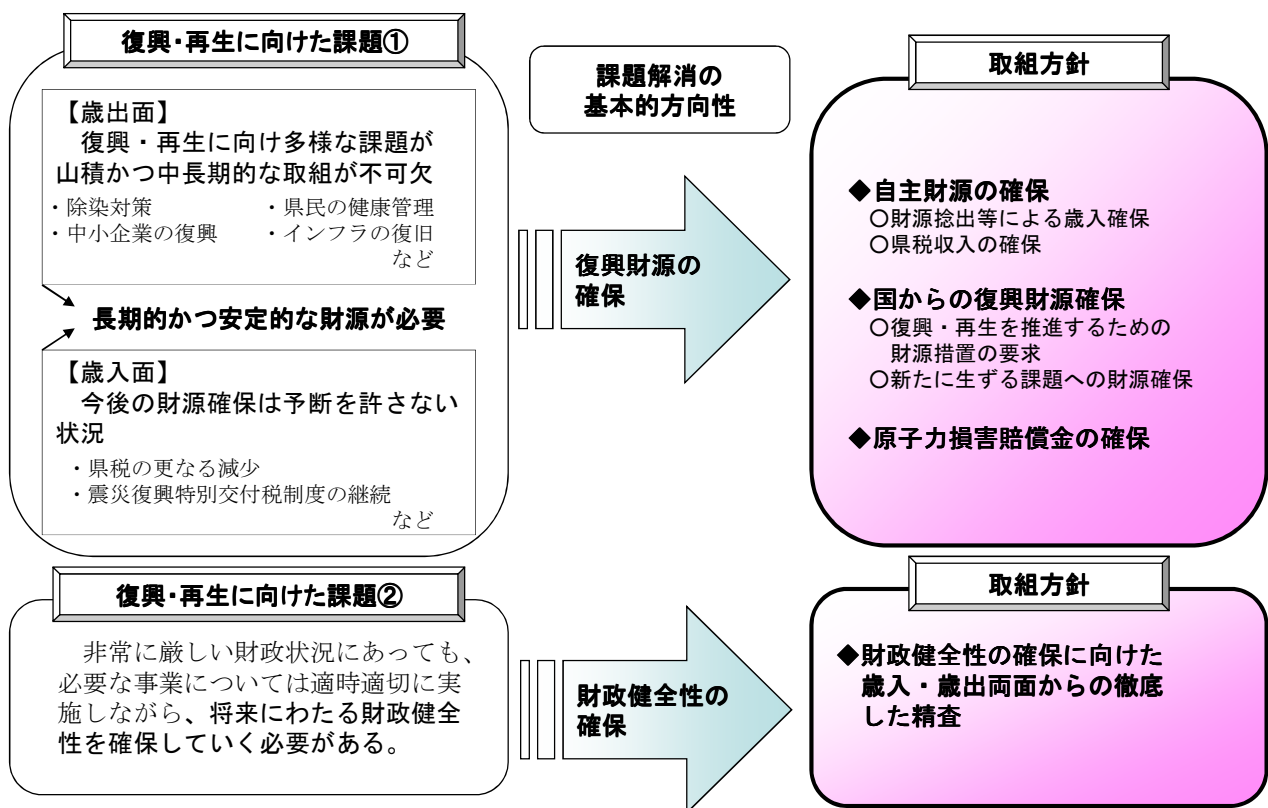 復興・再生に向けた課題①
【歳出面】
復興・再生に向け多様な課題が
山積かつ中長期的な取組が不可欠
・除染対策　・県民の健康管理
・中小企業の復興　・インフラの復旧
など
長期的かつ安定的な財源が必要
【歳入面】
今後の財源確保は予断を許さない
状況
・県税の更なる減少
・震災復興特別交付税制度の継続
など
課題解消の
基本的方向性
復興財源の
確保
取組方針
◆自主財源の確保
○財源捻出等による歳入確保
○県税収入の確保
◆国からの復興財源確保
○復興・再生を推進するための
財源措置の要求
○新たに生ずる課題への財源確保
◆原子力損害賠償金の確保
復興・再生に向けた課題②
非常に厳しい財政状況にあっても、
必要な事業については適時適切に実
施しながら、将来にわたる財政健全
性を確保していく必要がある。
財政健全性の
確保
取組方針
◆財政健全性の確保に向けた
歳入・歳出両面からの徹底
した精査